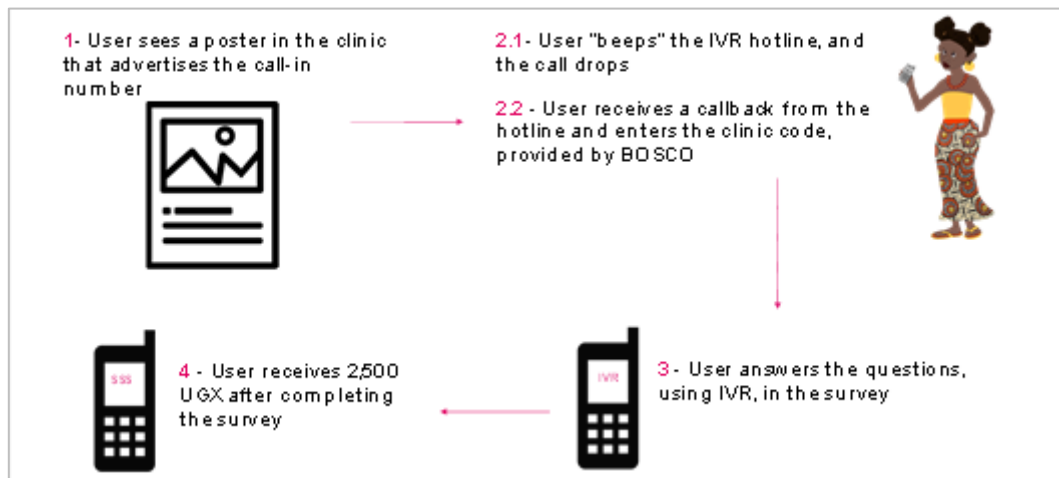 1- User sees a poster in the clinic
that advertises the call-in
number
2.1- User "beeps" the IVR hotline, and
the call drops
2.2 - User receives a callback from the
hotline and enters the clinic code,
provided by BOSCO
3 - User answers the questions,
using IVR, in the survey
IVR
4 - User receives 2,500
UGX after completing
the survey
SSS